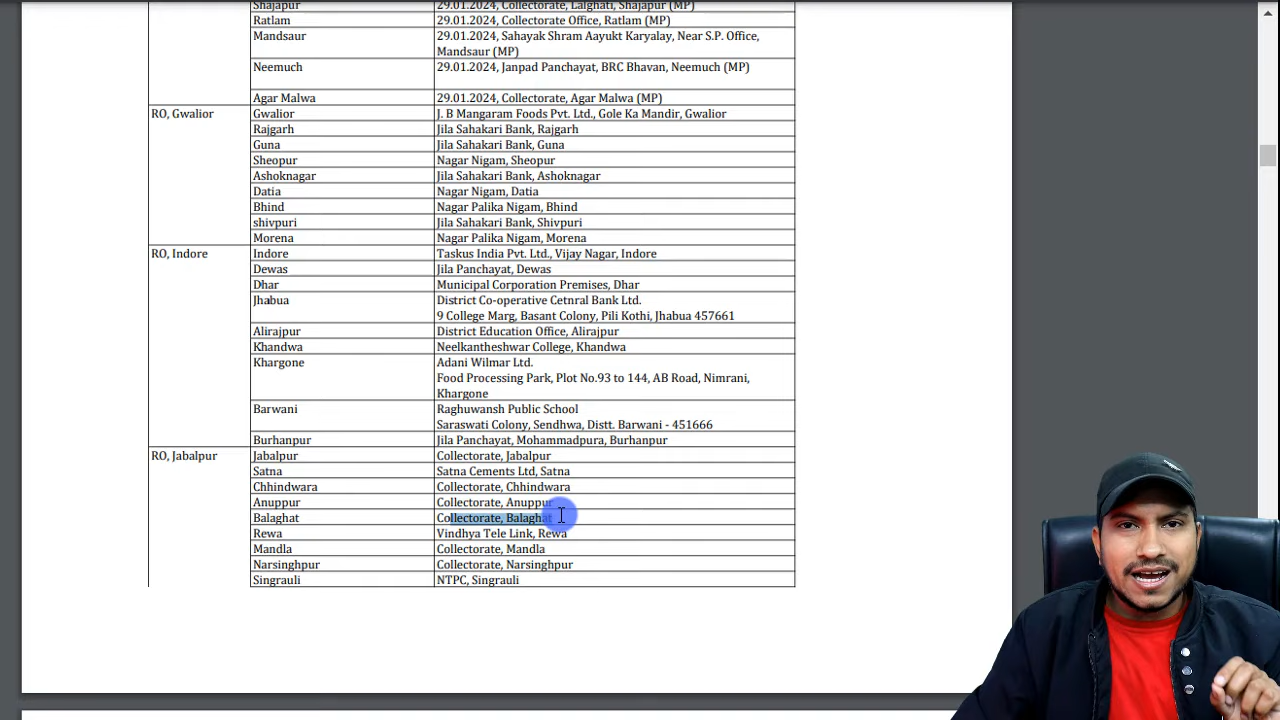 Shajapur 29.01.2024, Collectorate, Lalghati, Shajapur (MP)
Ratlam 29.01.2024, Collectorate Office, Ratlam (MP)
Mandsaur 29.01.2024, Sahayak Shram Aayukt Karyalay, Near S.P. Office,
Mandsaur (MP)
Neemuch 29.01.2024, Janpad Panchayat, BRC Bhavan, Neemuch (MP)
Agar Malwa 29.01.2024, Collectorate, Agar Malwa (MP)
RO, Gwalior Gwalior J. B Mangaram Foods Pvt. Ltd., Gole Ka Mandir, Gwalior
Rajgarh Jila Sahakari Bank, Rajgarh
Guna Jila Sahakari Bank, Guna
Sheopur Nagar Nigam, Sheopur
Ashoknagar Jila Sahakari Bank, Ashoknagar
Datia Nagar Nigam, Datia
Bhind Nagar Palika Nigam, Bhind
shivpuri Jila Sahakari Bank, Shivpuri
Morena Nagar Palika Nigam, Morena
RO, Indore Indore Taskus India Pvt. Ltd., Vijay Nagar, Indore
Dewas Jila Panchayat, Dewas
Dhar Municipal Corporation Premises, Dhar
Jhabua District Co-operative Cetnral Bank Ltd.
9 College Marg, Basant Colony, Pili Kothi, Jhabua 457661
Alirajpur District Education Office, Alirajpur
Khandwa Neelkantheshwar College, Khandwa
Khargone Adani Wilmar Ltd.
Food Processing Park, Plot No.93 to 144, AB Road, Nimrani,
Khargone
Barwani Raghuwansh Public School
Saraswati Colony, Sendhwa, Distt. Barwani - 451666
Burhanpur Jila Panchayat, Mohammadpura, Burhanpur
RO, Jabalpur Jabalpur Collectorate, Jabalpur
Satna Satna Cements Ltd, Satna
Chhindwara Collectorate, Chhindwara
Anuppur Collectorate, Anuppur
Balaghat Collectorate, Balaghat
Rewa Vindhya Tele Link, Rewa
Mandla Collectorate, Mandla
Narsinghpur Collectorate, Narsinghpur
Singrauli NTPC, Singrauli